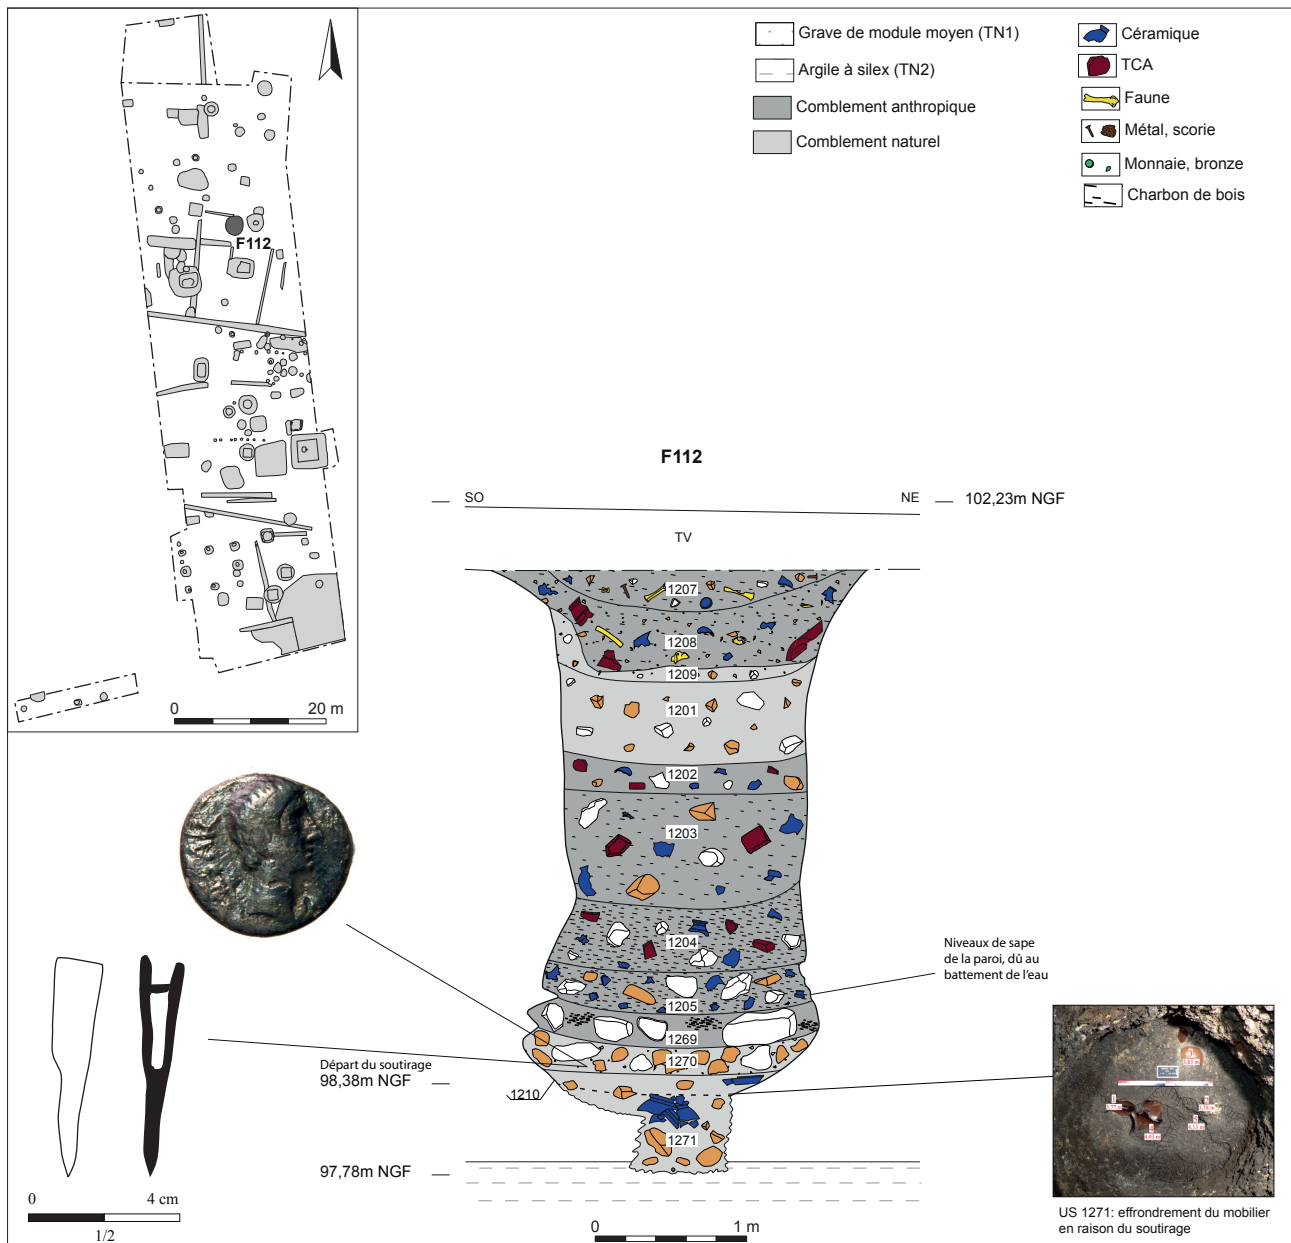 Grave de module moyen (TN1)
Argile à silex (TN2)
Comblement anthropique
Comblement naturel
Céramique
TCA
Faune
Métal, scorie
Monnaie, bronze
Charbon de bois
F112
0 20 m
F112
SO NE 102,23m NGF
TV
1207
1208
1209
1201
1202
1203
1204
1205
1269
1270
1210
1271
Niveaux de sape
de la paroi, dû au
battement de l'eau
Départ du soutirage
98,38m NGF
97,78m NGF
0 4 cm
1/2
0 1 m
US 1271: effrondrement du mobilier
en raison du soutirage